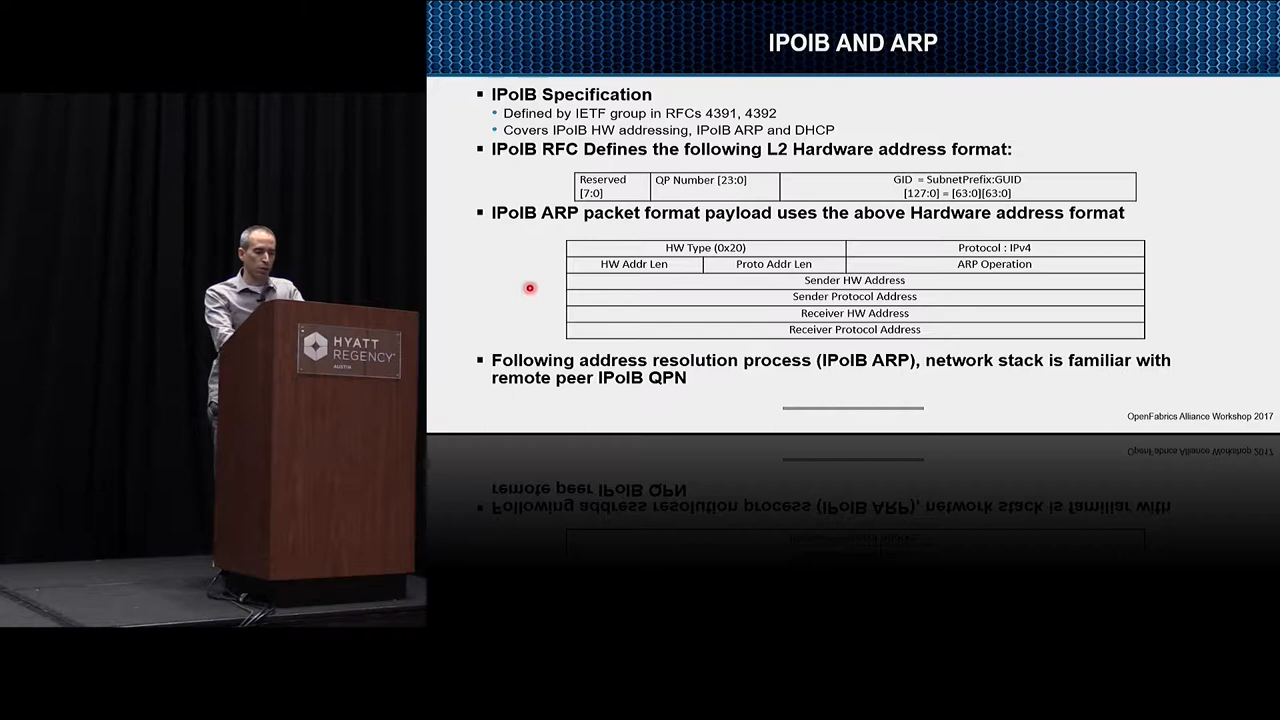 IPOIB AND ARP
▪ IPoIB Specification
• Defined by IETF group in RFCs 4391, 4392
• Covers IPoIB HW addressing, IPoIB ARP and DHCP
▪ IPoIB RFC Defines the following L2 Hardware address format:
Reserved QP Number [23:0] GID = SubnetPrefix:GUID
[7:0] [127:0] = [63:0][63:0]
▪ IPoIB ARP packet format payload uses the above Hardware address format
HW Type (0x20) Protocol : IPv4
HW Addr Len Proto Addr Len ARP Operation
Sender HW Address
Sender Protocol Address
Receiver HW Address
Receiver Protocol Address
▪ Following address resolution process (IPoIB ARP), network stack is familiar with
remote peer IPoIB QPN
OpenFabrics Alliance Workshop 2017
HYATT
REGENCY
AUSTIN